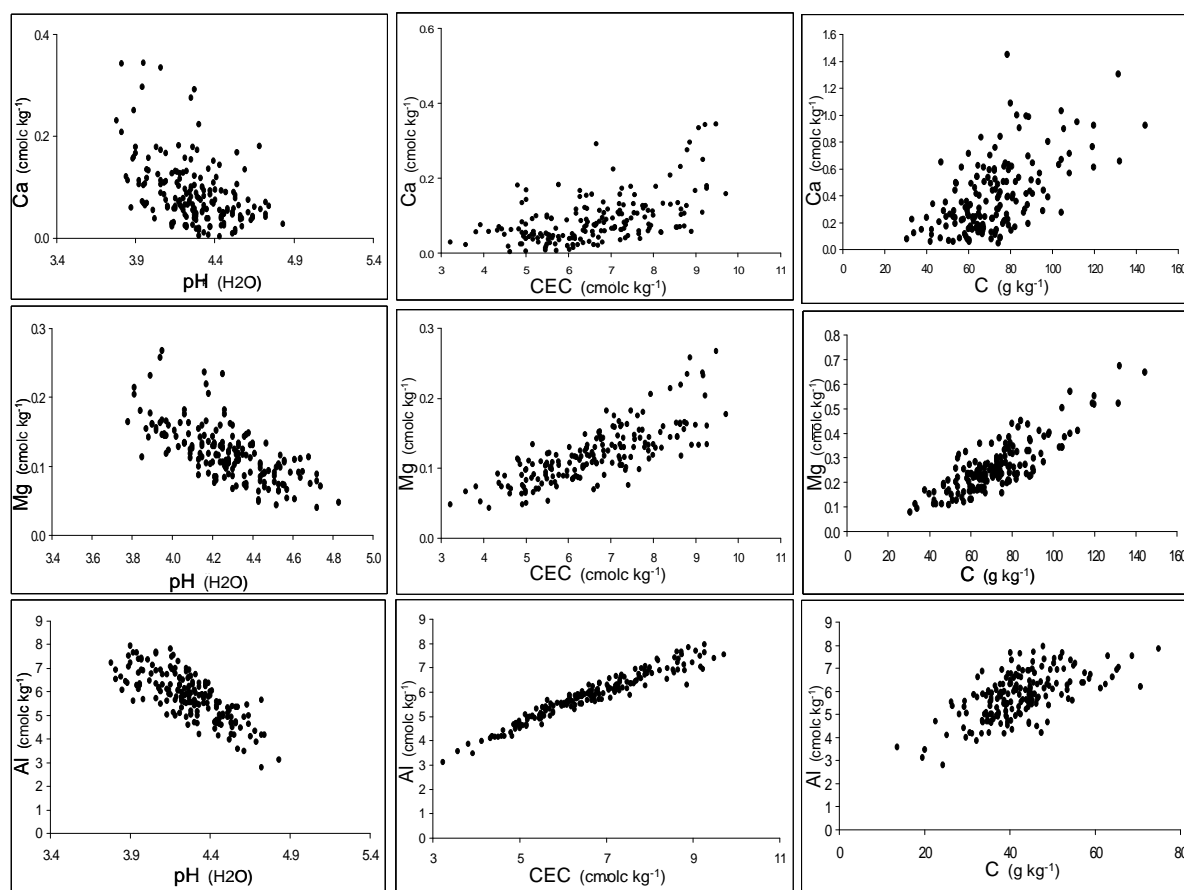 0.4
0.2
0.0
3.4 3.9 4.4 4.9 5.4
Ca (cmolc kg-1)
pH (H2O)
0.6
0.4
0.2
0.0
3 4 5 6 7 8 9 10 11
Ca (cmolc kg-1)
CEC (cmolc kg-1)
1.6
1.4
1.2
1.0
0.8
0.6
0.4
0.2
0.0
0 20 40 60 80 100 120 140 160
Ca (cmolc kg-1)
C (g kg-1)
0.3
0.2
0.1
0.0
3.4 3.6 3.8 4.0 4.2 4.4 4.6 4.8 5.0
Mg (cmolc kg-1)
pH (H2O)
0.3
0.2
0.1
0.0
3 4 5 6 7 8 9 10 11
Mg (cmolc kg-1)
CEC (cmolc kg-1)
0.8
0.7
0.6
0.5
0.4
0.3
0.2
0.1
0.0
0 20 40 60 80 100 120 140 160
Mg (cmolc kg-1)
C (g kg-1)
9
8
7
6
5
4
3
2
1
0
3.4 3.9 4.4 4.9 5.4
Al (cmolc kg-1)
pH (H2O)
9
8
7
6
5
4
3
2
1
0
3 5 7 9 11
Al (cmolc kg-1)
CEC (cmolc kg-1)
9
8
7
6
5
4
3
2
1
0
0 20 40 60 80
Al (cmolc kg-1)
C (g kg-1)